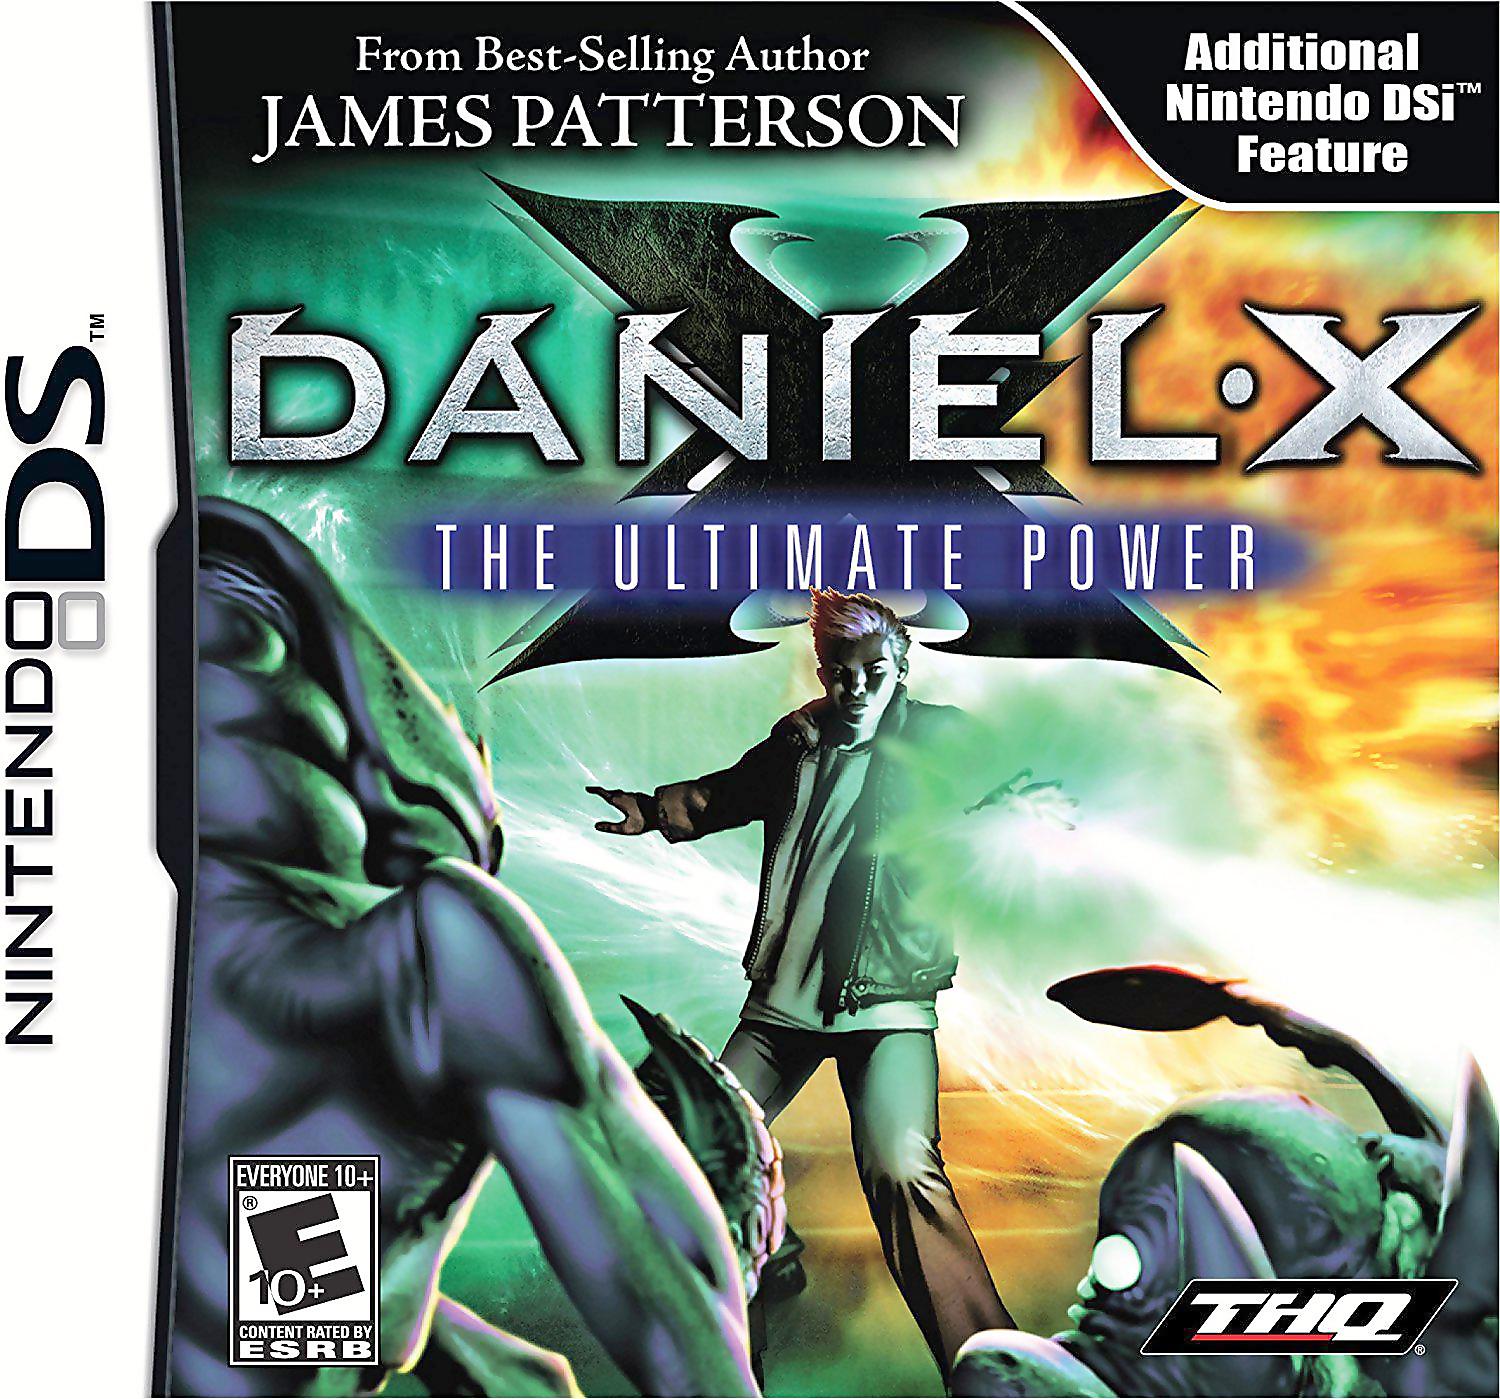 From Best-Selling Author
JAMES PATTERSON
Additional
Nintendo DSi™
Feature
DANIEL·X
THE ULTIMATE POWER
NINTENDO DS™
EVERYONE 10+
E
10+
®
CONTENT RATED BY
ESRB
THQ®